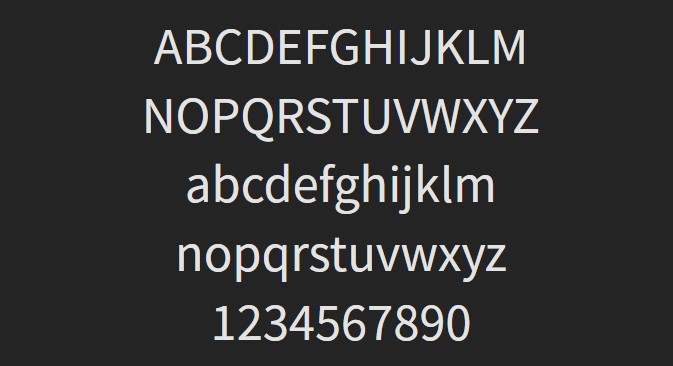 ABCDEFGHIJKLM
NOPQRSTUVWXYZ
abcdefghijklm
nopqrstuvwxyz
1234567890